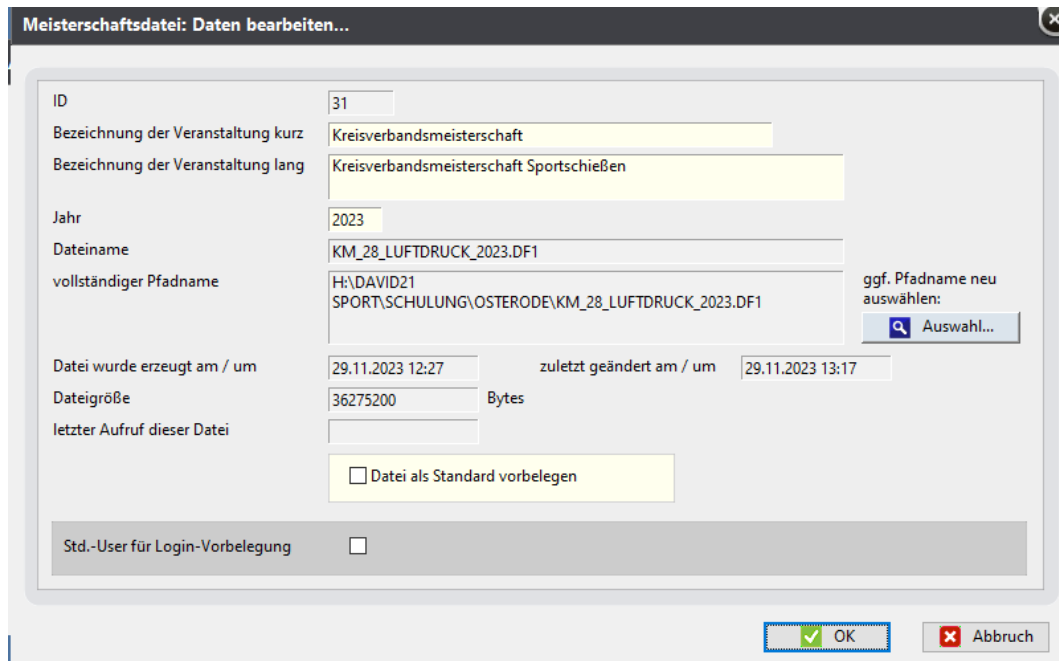 Meisterschaftsdatei: Daten bearbeiten...
ID
31
Bezeichnung der Veranstaltung kurz
Kreisverbandsmeisterschaft
Bezeichnung der Veranstaltung lang
Kreisverbandsmeisterschaft Sportschießen
Jahr
2023
Dateiname
KM_28_LUFTDRUCK_2023.DF1
vollständiger Pfadname
H:\DAVID21
SPORT\SCHULUNG\OSTERODE\KM_28_LUFTDRUCK_2023.DF1
ggf. Pfadname neu
auswählen:
Auswahl...
Datei wurde erzeugt am / um
29.11.2023 12:27
zuletzt geändert am / um
29.11.2023 13:17
Dateigröße
36275200
Bytes
letzter Aufruf dieser Datei
Datei als Standard vorbelegen
Std.-User für Login-Vorbelegung
OK
Abbruch